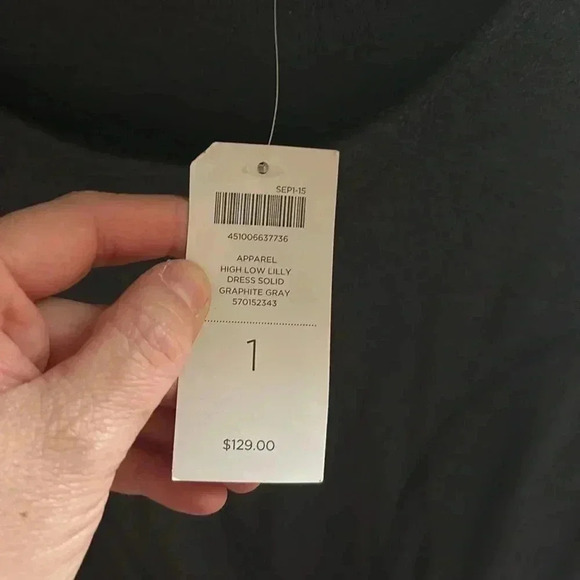 SEP1-15
451006637736
APPAREL
HIGH LOW LILLY
DRESS SOLID
GRAPHITE GRAY
570152343
1
$129.00